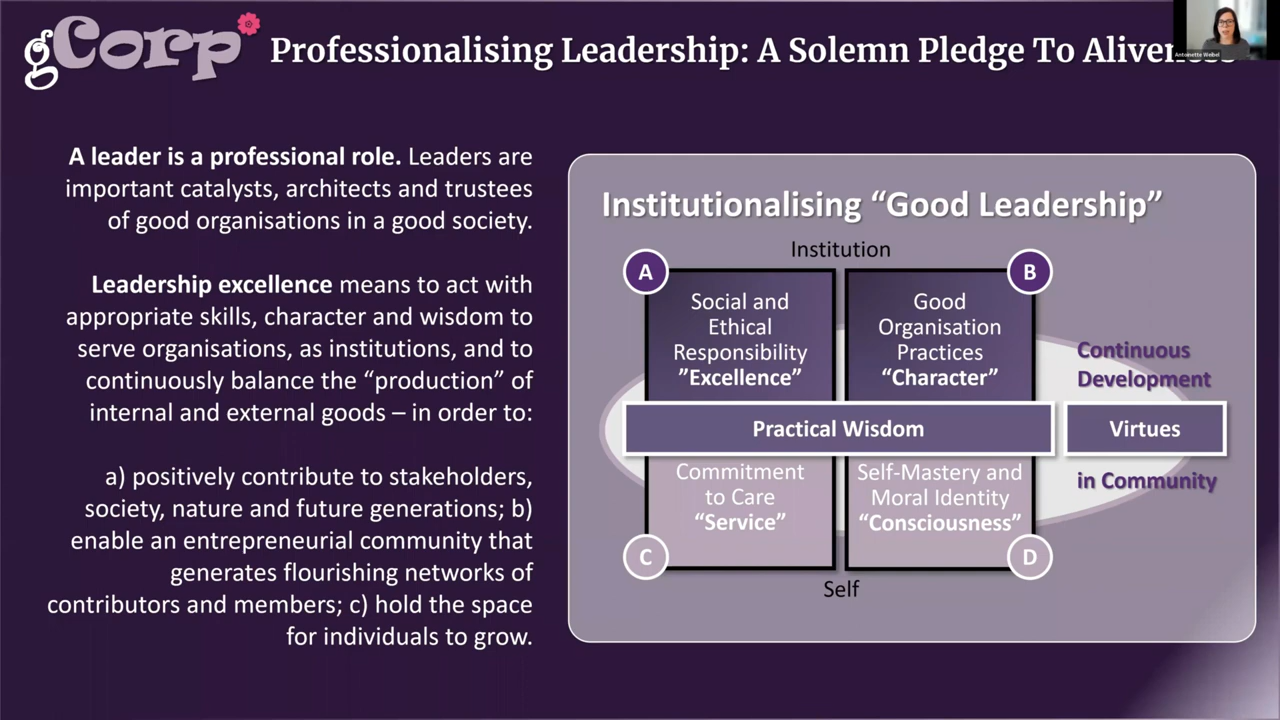 gCorp
Professionalising Leadership: A Solemn Pledge To Aliveness
Antoinette Weibel
A leader is a professional role. Leaders are
important catalysts, architects and trustees
of good organisations in a good society.
Leadership excellence means to act with
appropriate skills, character and wisdom to
serve organisations, as institutions, and to
continuously balance the “production” of
internal and external goods – in order to:
a) positively contribute to stakeholders,
society, nature and future generations; b)
enable an entrepreneurial community that
generates flourishing networks of
contributors and members; c) hold the space
for individuals to grow.
Institutionalising “Good Leadership”
Institution
A
Social and
Ethical
Responsibility
”Excellence”
B
Good
Organisation
Practices
“Character”
Continuous
Development
Practical Wisdom
Virtues
in Community
Commitment
to Care
“Service”
C
Self-Mastery and
Moral Identity
“Consciousness”
D
Self